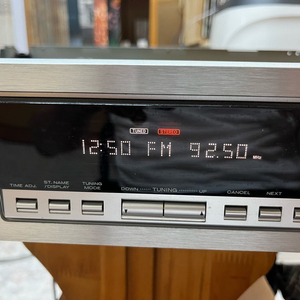 TUNED STEREO
12:50 FM 92.50 MHz
TIME ADJ. ST. NAME /DISPLAY TUNING MODE DOWN TUNING UP CANCEL NEXT